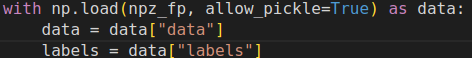 with np.load(npz_fp, allow_pickle=True) as data:
    data = data["data"]
    labels = data["labels"]